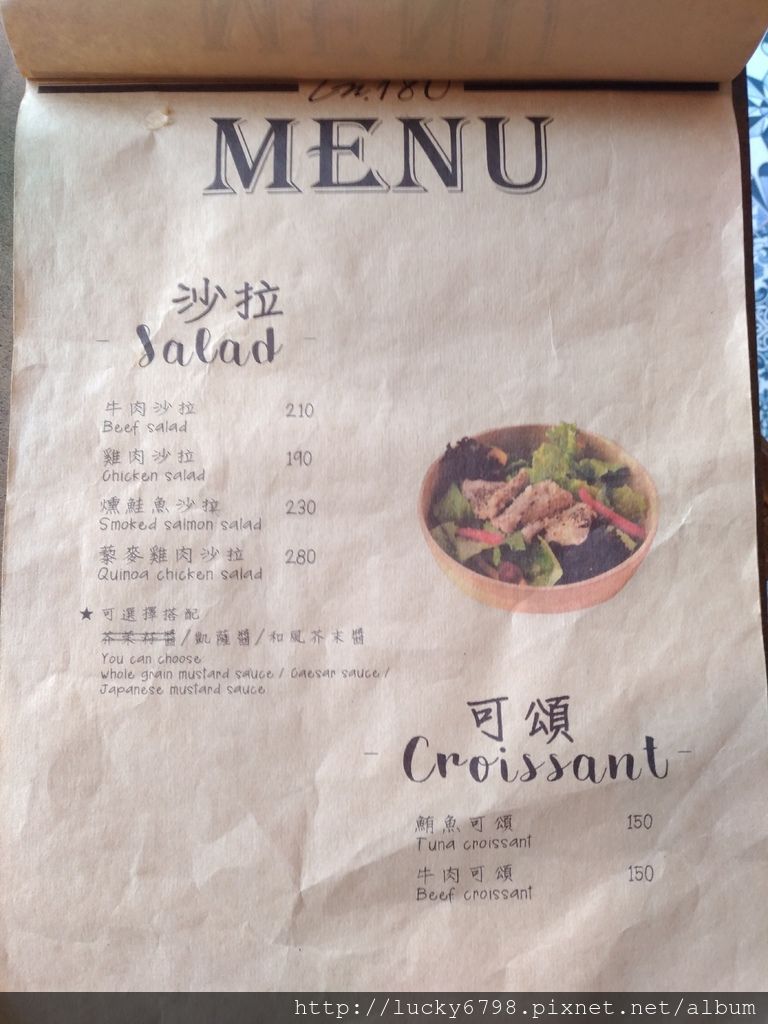 MENU
沙拉
Salad
牛肉沙拉 210
Beef salad
雞肉沙拉 190
Chicken salad
燻鮭魚沙拉 230
Smoked salmon salad
藜麥雞肉沙拉 280
Quinoa chicken salad
★可選擇搭配
芥茉籽醬/凱薩醬/和風芥末醬
You can choose
whole grain mustard sauce / Caesar sauce /
Japanese mustard sauce
可頌
Croissant
鮪魚可頌 150
Tuna croissant
牛肉可頌 150
Beef croissant
http://lucky6798.pixnet.net/album